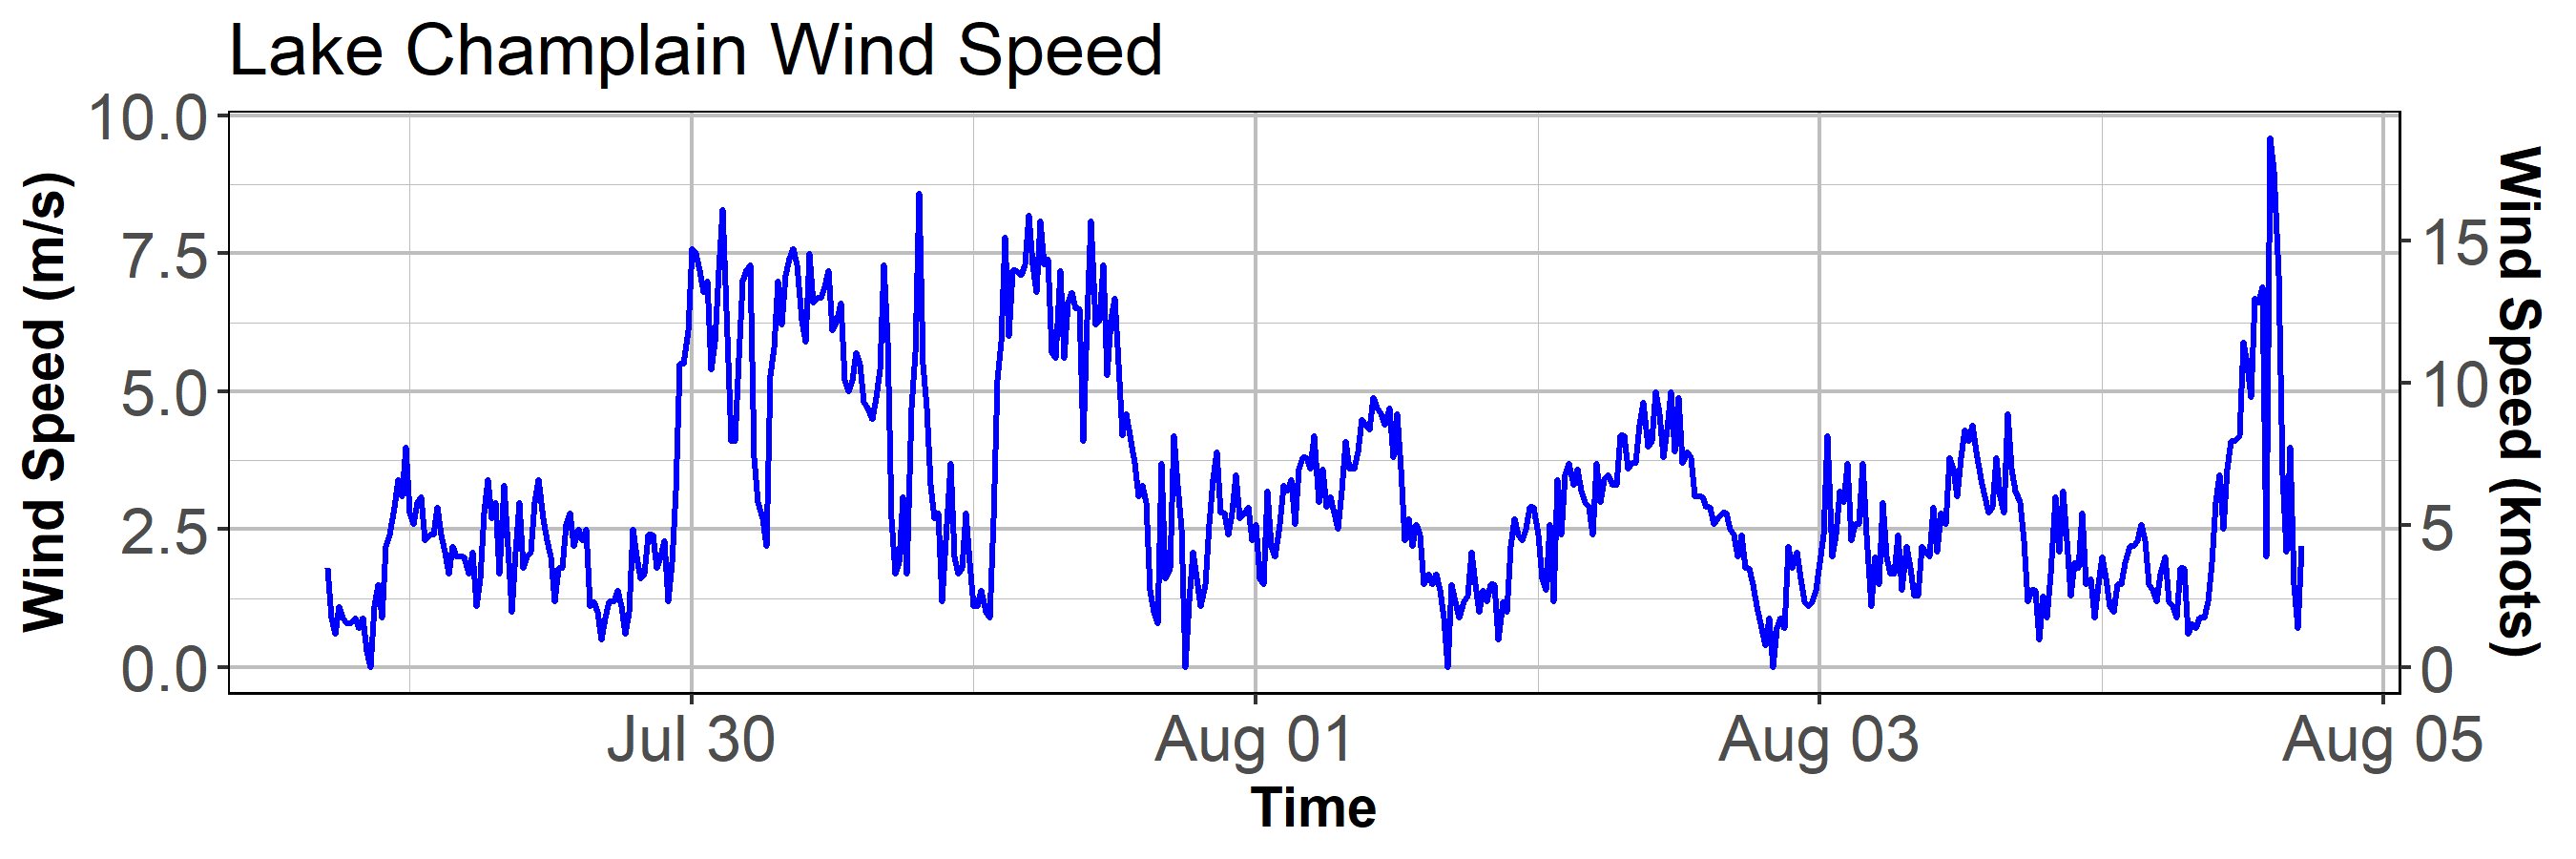 Lake Champlain Wind Speed
Wind Speed (m/s)
10.0
7.5
5.0
2.5
0.0
Wind Speed (knots)
15
10
5
0
Jul 30
Aug 01
Aug 03
Aug 05
Time